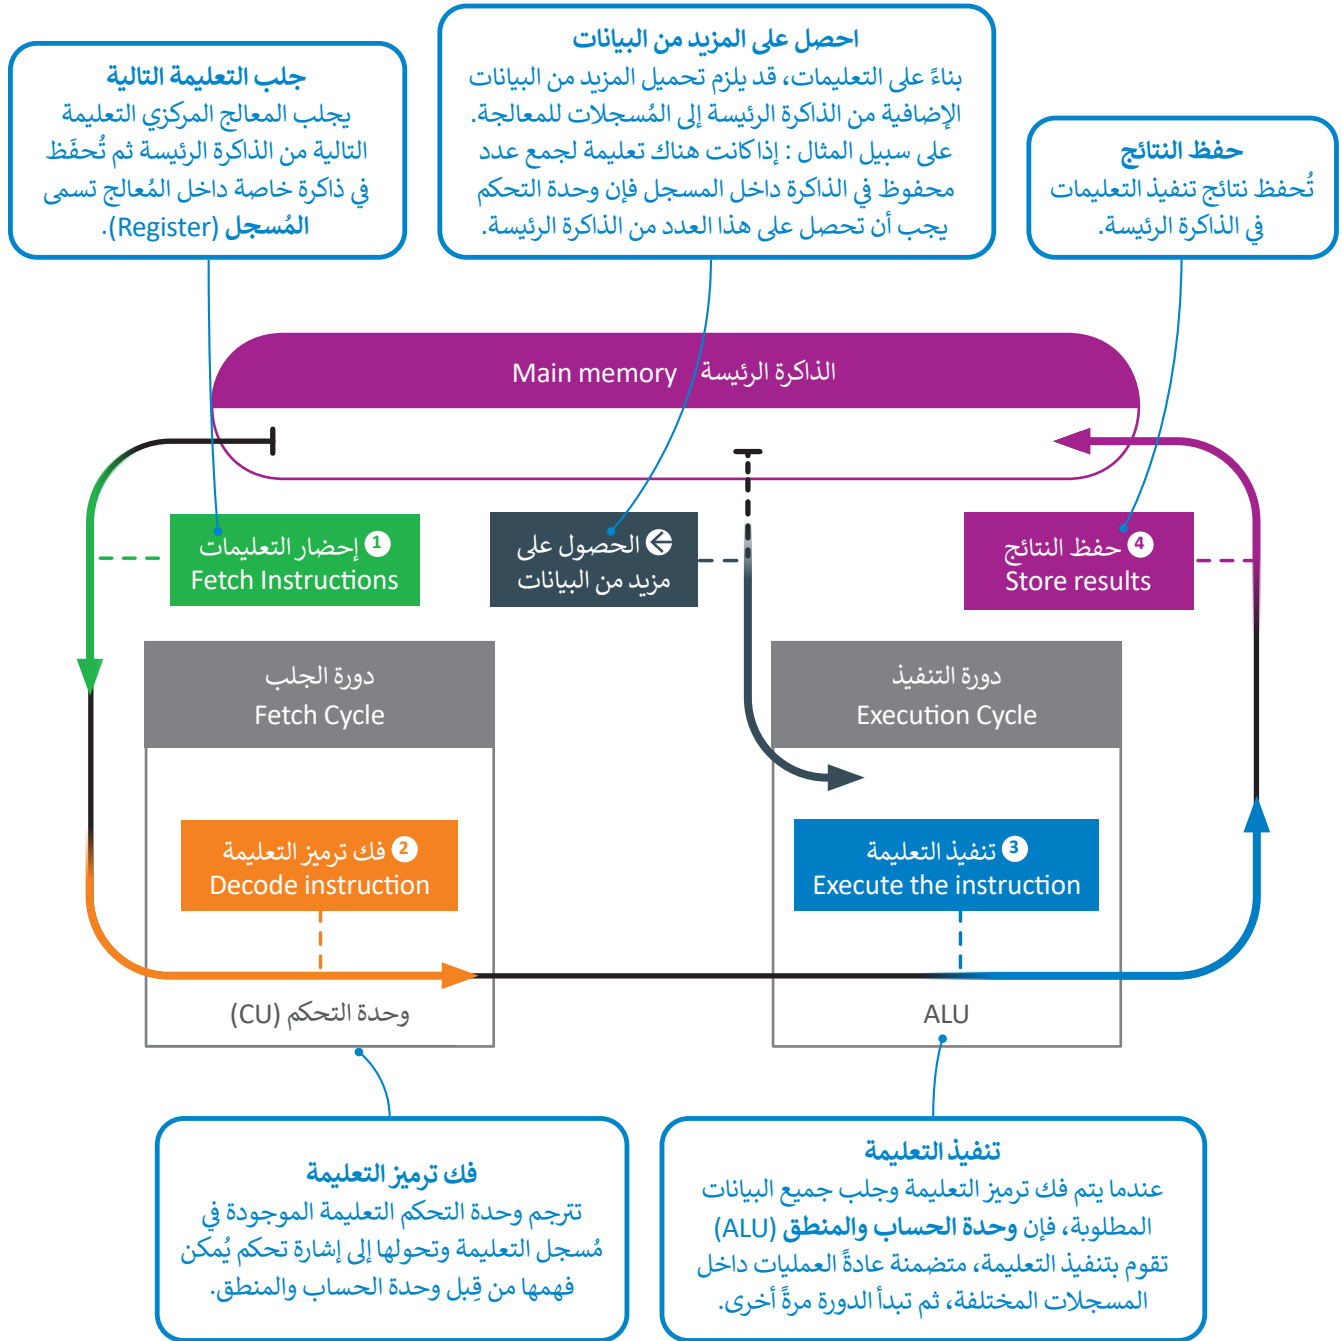 جلب التعليمة التالية
يجلب المعالج المركزي التعليمة
التالية من الذاكرة الرئيسة ثم تُحفَظ
في ذاكرة خاصة داخل المُعالج تسمى
المُسجل (Register).
احصل على المزيد من البيانات
بناءً على التعليمات، قد يلزم تحميل المزيد من البيانات
الإضافية من الذاكرة الرئيسة إلى المُسجلات للمعالجة.
على سبيل المثال : إذا كانت هناك تعليمة لجمع عدد
محفوظ في الذاكرة داخل المسجل فإن وحدة التحكم
يجب أن تحصل على هذا العدد من الذاكرة الرئيسة.
حفظ النتائج
تُحفظ نتائج تنفيذ التعليمات
في الذاكرة الرئيسة.
الذاكرة الرئيسة Main memory
1 إحضار التعليمات
Fetch Instructions
الحصول على
مزيد من البيانات
4 حفظ النتائج
Store results
دورة الجلب
Fetch Cycle
دورة التنفيذ
Execution Cycle
2 فك ترميز التعليمة
Decode instruction
3 تنفيذ التعليمة
Execute the instruction
وحدة التحكم (CU)
ALU
فك ترميز التعليمة
تترجم وحدة التحكم التعليمة الموجودة في
مُسجل التعليمة وتحولها إلى إشارة تحكم يُمكن
فهمها من قِبل وحدة الحساب والمنطق.
تنفيذ التعليمة
عندما يتم فك ترميز التعليمة وجلب جميع البيانات
المطلوبة، فإن وحدة الحساب والمنطق (ALU)
تقوم بتنفيذ التعليمة، متضمنة عادةً العمليات داخل
المسجلات المختلفة، ثم تبدأ الدورة مرةً أخرى.